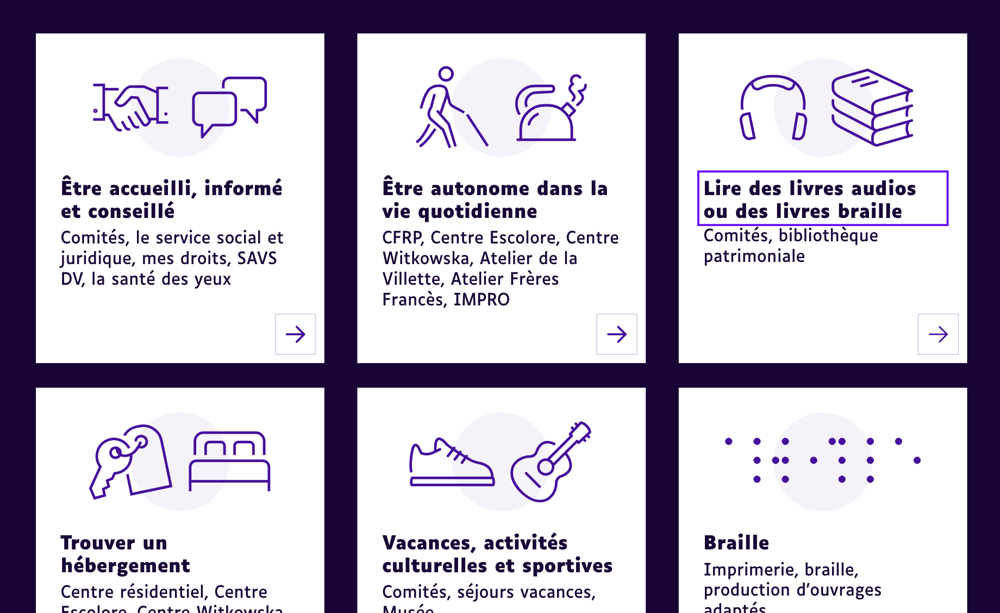 Être accueilli, informé
et conseillé
Comités, le service social et
juridique, mes droits, SAVS
DV, la santé des yeux
Être autonome dans la
vie quotidienne
CFRP, Centre Escolore, Centre
Witkowska, Atelier de la
Villette, Atelier Frères
Francès, IMPRO
Lire des livres audios
ou des livres braille
Comités, bibliothèque
patrimoniale
Trouver un
hébergement
Centre résidentiel, Centre
Escolore, Centre Witkowska
Vacances, activités
culturelles et sportives
Comités, séjours vacances,
Musée
Braille
Imprimerie, braille,
production d'ouvrages
adaptés